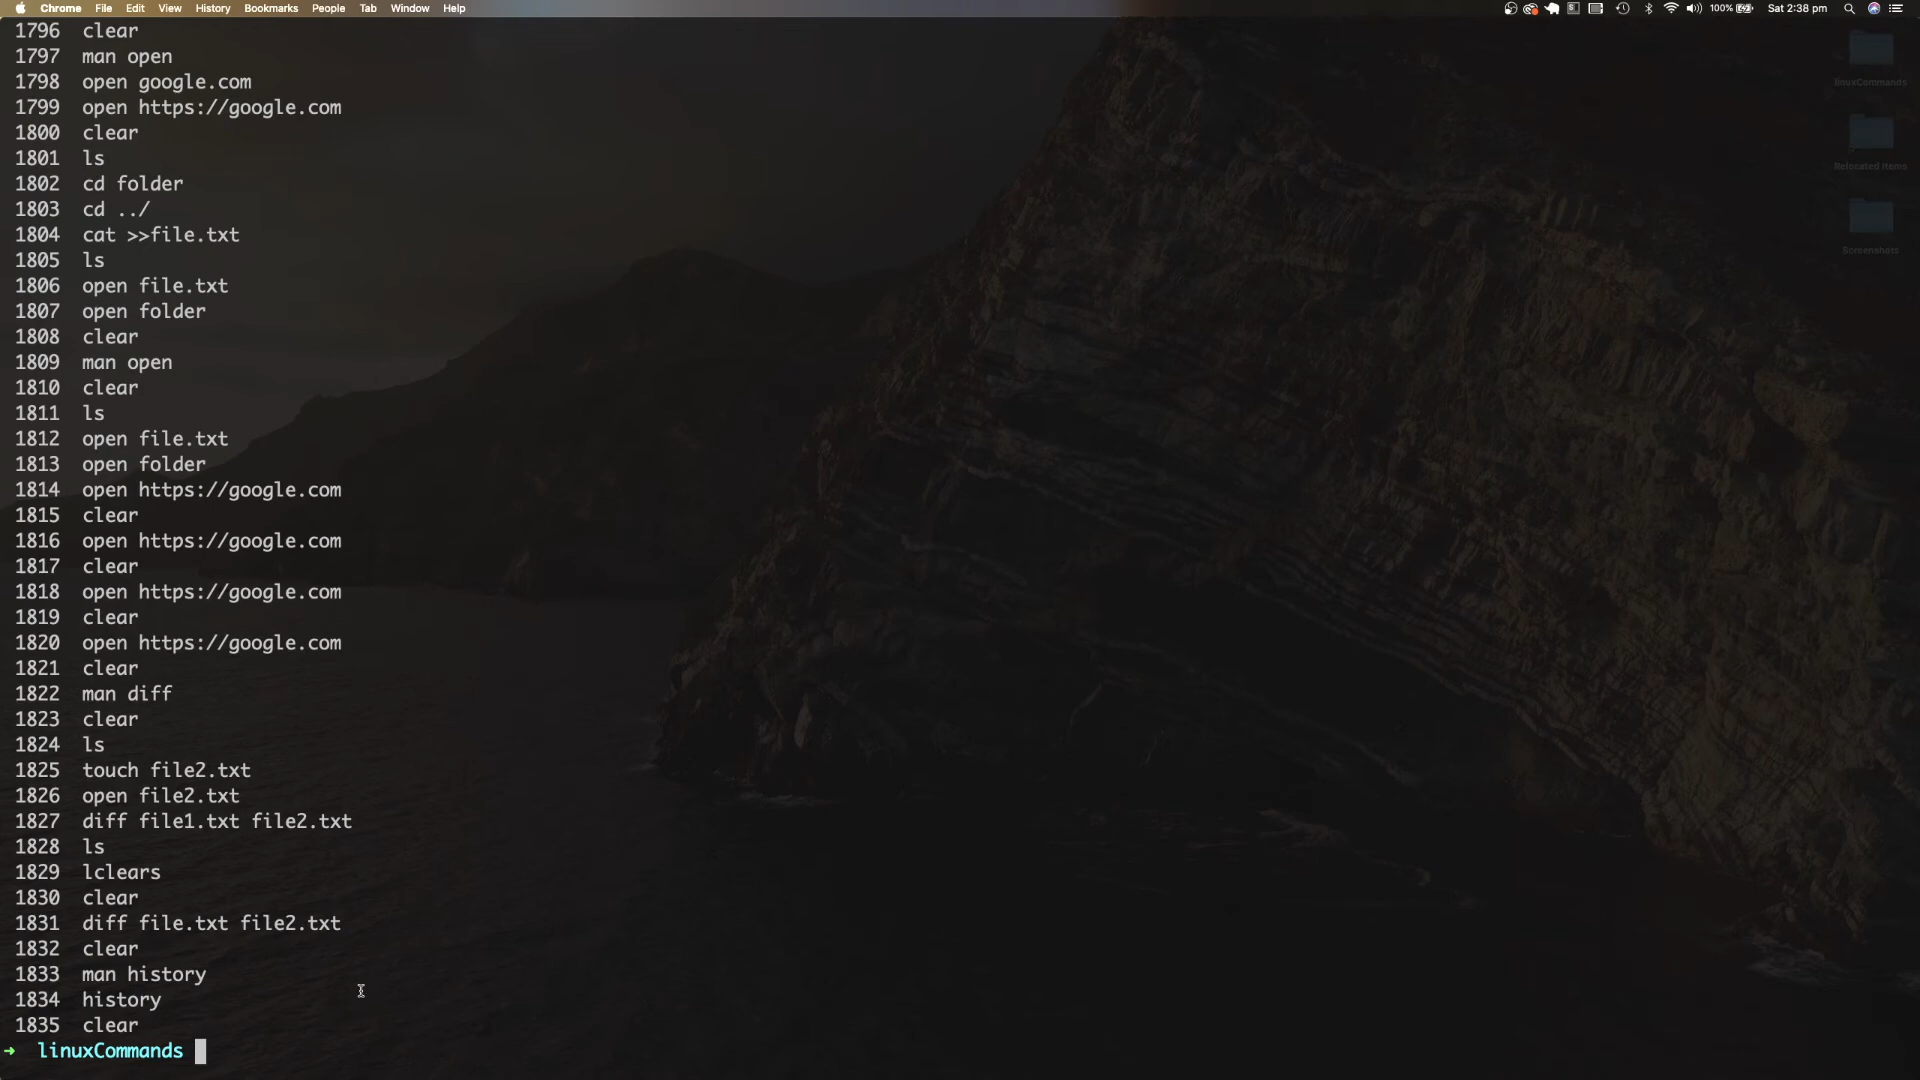 Chrome File Edit View History Bookmarks People Tab Window Help 100% Sat 2:38 pm
1796 clear
1797 man open
1798 open google.com
1799 open https://google.com
1800 clear
1801 ls
1802 cd folder
1803 cd ../
1804 cat >>file.txt
1805 ls
1806 open file.txt
1807 open folder
1808 clear
1809 man open
1810 clear
1811 ls
1812 open file.txt
1813 open folder
1814 open https://google.com
1815 clear
1816 open https://google.com
1817 clear
1818 open https://google.com
1819 clear
1820 open https://google.com
1821 clear
1822 man diff
1823 clear
1824 ls
1825 touch file2.txt
1826 open file2.txt
1827 diff file1.txt file2.txt
1828 ls
1829 lclears
1830 clear
1831 diff file.txt file2.txt
1832 clear
1833 man history
1834 history
1835 clear
➜ linuxCommands
linuxCommands
Relocated Items
Screenshots